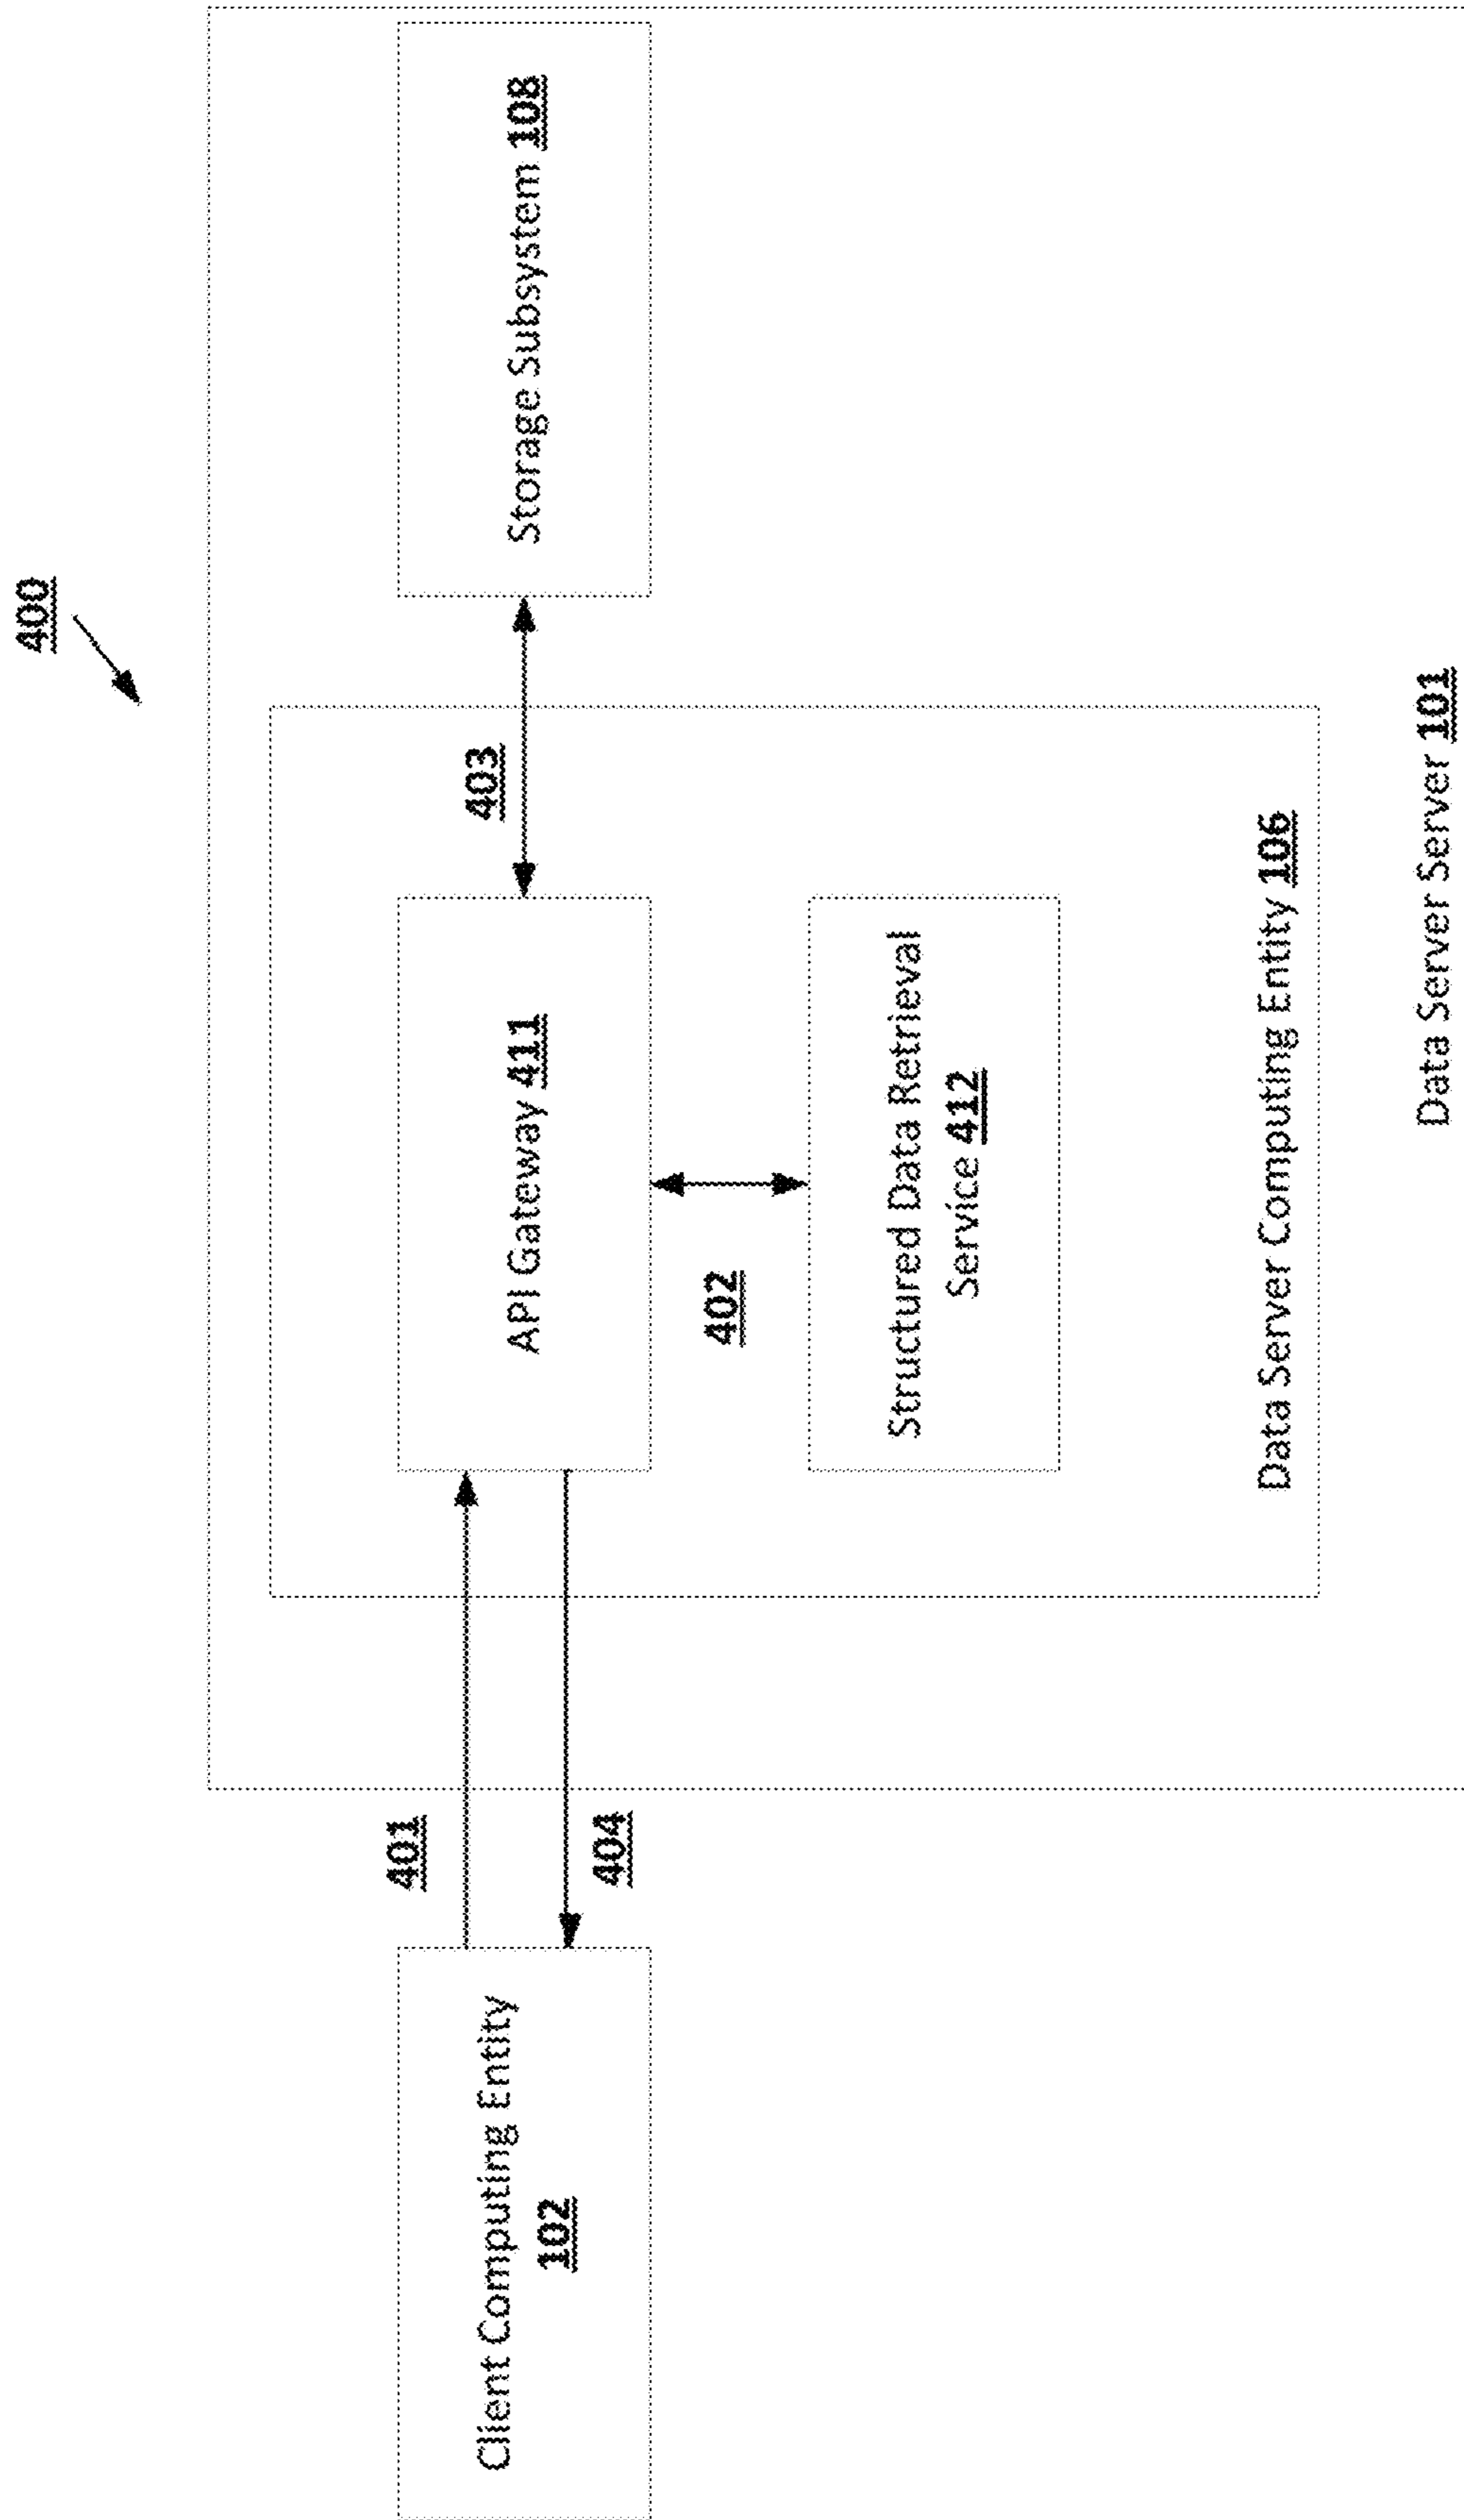 400
401
404
403
402
Client Computing Entity
102
API Gateway 411
Storage Subsystem 108
Structured Data Retrieval
Service 412
Data Server Computing Entity 106
Data Server Server 101